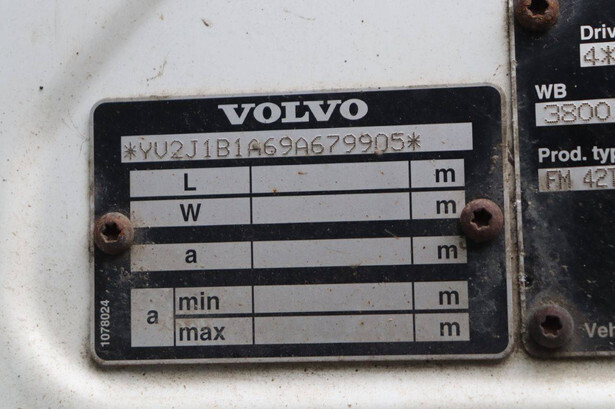 VOLVO
*YV2J1B1A69A679905*
L m
W m
a m
a min m
max m
1078024
Driv
4*
WB
3800
Prod. typ
FM 42T
Veh